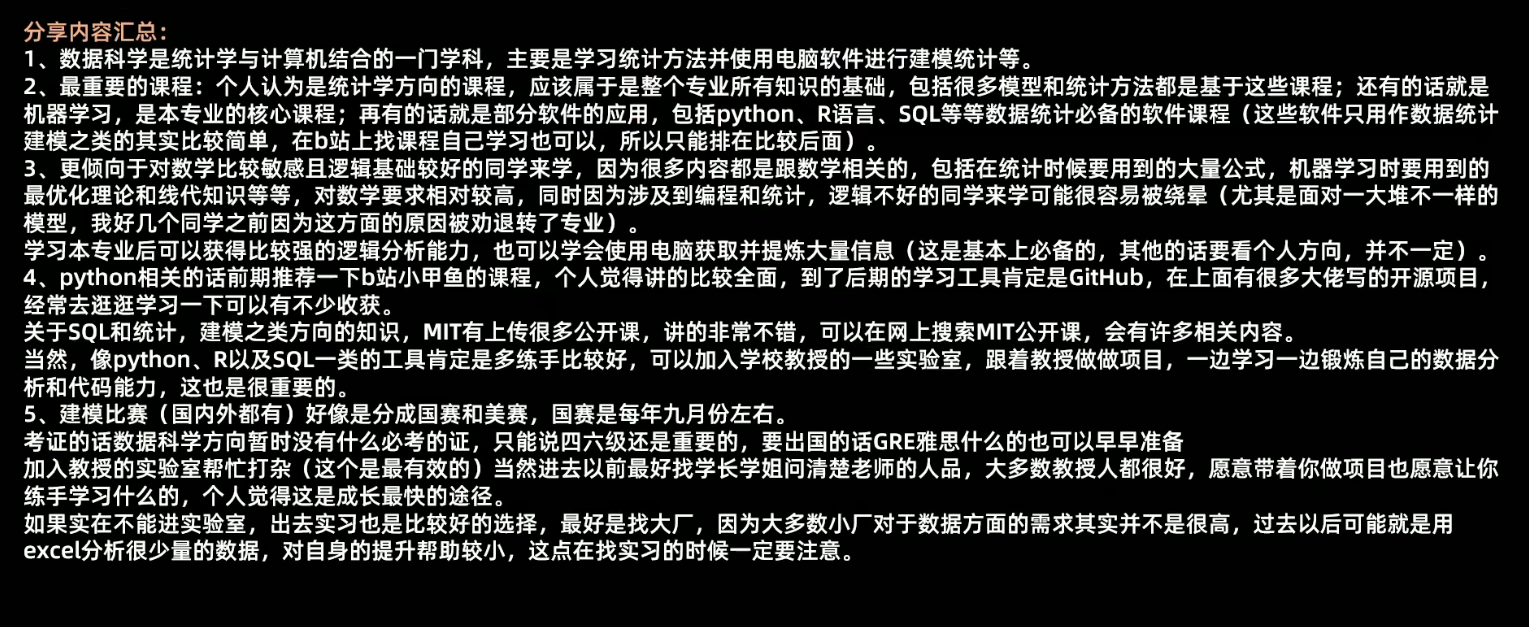 分享内容汇总：
1、数据科学是统计学与计算机结合的一门学科，主要是学习统计方法并使用电脑软件进行建模统计等。
2、最重要的课程：个人认为是统计学方向的课程，应该属于是整个专业所有知识的基础，包括很多模型和统计方法都是基于这些课程；还有的话就是
机器学习，是本专业的核心课程；再有的话就是部分软件的应用，包括python、R语言、SQL等等数据统计必备的软件课程（这些软件只用作数据统计
建模之类的其实比较简单，在b站上找课程自己学习也可以，所以只能排在比较后面）。
3、更倾向于对数学比较敏感且逻辑基础较好的同学来学，因为很多内容都是跟数学相关的，包括在统计时候要用到的大量公式，机器学习时要用到的
最优化理论和线代知识等等，对数学要求相对较高，同时因为涉及到编程和统计，逻辑不好的同学来学可能很容易被绕晕（尤其是面对一大堆不一样的
模型，我好几个同学之前因为这方面的原因被劝退转了专业）。
学习本专业后可以获得比较强的逻辑分析能力，也可以学会使用电脑获取并提炼大量信息（这是基本上必备的，其他的话要看个人方向，并不一定）。
4、python相关的话前期推荐一下b站小甲鱼的课程，个人觉得讲的比较全面，到了后期的学习工具肯定是GitHub，在上面有很多大佬写的开源项目，
经常去逛逛学习一下可以有不少收获。
关于SQL和统计，建模之类方向的知识，MIT有上传很多公开课，讲的非常不错，可以在网上搜索MIT公开课，会有许多相关内容。
当然，像python、R以及SQL一类的工具肯定是多练手比较好，可以加入学校教授的一些实验室，跟着教授做做项目，一边学习一边锻炼自己的数据分
析和代码能力，这也是很重要的。
5、建模比赛（国内外都有）好像是分成国赛和美赛，国赛是每年九月份左右。
考证的话数据科学方向暂时没有什么必考的证，只能说四六级还是重要的，要出国的话GRE雅思什么的也可以早早准备
加入教授的实验室帮忙打杂（这个是最有效的）当然进去以前最好找学长学姐问清楚老师的人品，大多数教授人都很好，愿意带着你做项目也愿意让你
练手学习什么的，个人觉得这是成长最快的途径。
如果实在不能进实验室，出去实习也是比较好的选择，最好是找大厂，因为大多数小厂对于数据方面的需求其实并不是很高，过去以后可能就是用
excel分析很少量的数据，对自身的提升帮助较小，这点在找实习的时候一定要注意。